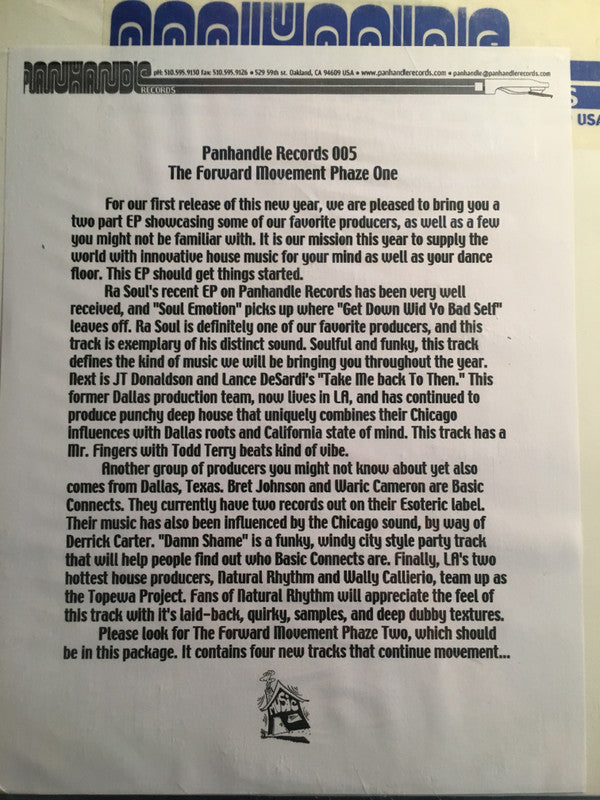 PANHANDLE
PANHANDLE pH: 510.595.9130 fax: 510.595.9126 • 529 59th st. Oakland, CA 94609 USA • www.panhandlerecords.com • panhandle@panhandlerecords.com
RECORDS
S
USA
Panhandle Records 005
The Forward Movement Phaze One
For our first release of this new year, we are pleased to bring you a
two part EP showcasing some of our favorite producers, as well as a few
you might not be familiar with. It is our mission this year to supply the
world with innovative house music for your mind as well as your dance
floor. This EP should get things started.
Ra Soul's recent EP on Panhandle Records has been very well
received, and "Soul Emotion" picks up where "Get Down Wid Yo Bad Self"
leaves off. Ra Soul is definitely one of our favorite producers, and this
track is exemplary of his distinct sound. Soulful and funky, this track
defines the kind of music we will be bringing you throughout the year.
Next is JT Donaldson and Lance DeSardi's "Take Me back To Then." This
former Dallas production team, now lives in LA, and has continued to
produce punchy deep house that uniquely combines their Chicago
influences with Dallas roots and California state of mind. This track has a
Mr. Fingers with Todd Terry beats kind of vibe.
Another group of producers you might not know about yet also
comes from Dallas, Texas. Bret Johnson and Waric Cameron are Basic
Connects. They currently have two records out on their Esoteric label.
Their music has also been influenced by the Chicago sound, by way of
Derrick Carter. "Damn Shame" is a funky, windy city style party track
that will help people find out who Basic Connects are. Finally, LA's two
hottest house producers, Natural Rhythm and Wally Callierio, team up as
the Topewa Project. Fans of Natural Rhythm will appreciate the feel of
this track with it's laid-back, quirky, samples, and deep dubby textures.
Please look for The Forward Movement Phaze Two, which should
be in this package. It contains four new tracks that continue movement...
MUSIC